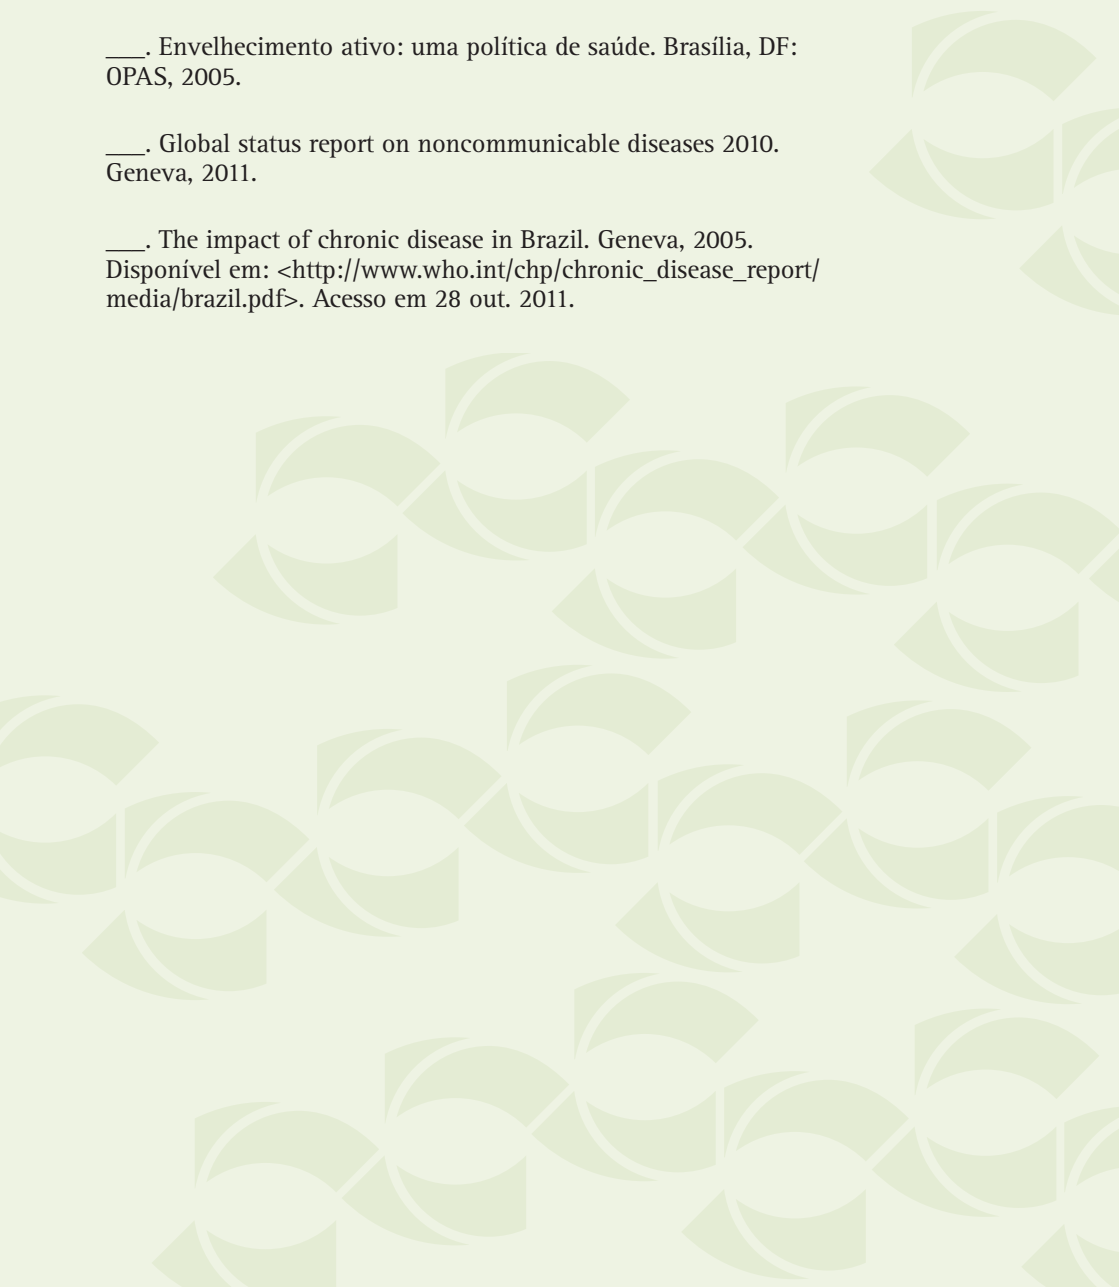 ___. Envelhecimento ativo: uma política de saúde. Brasília, DF:
OPAS, 2005.
___. Global status report on noncommunicable diseases 2010.
Geneva, 2011.
___. The impact of chronic disease in Brazil. Geneva, 2005.
Disponível em: <http://www.who.int/chp/chronic_disease_report/
media/brazil.pdf>. Acesso em 28 out. 2011.